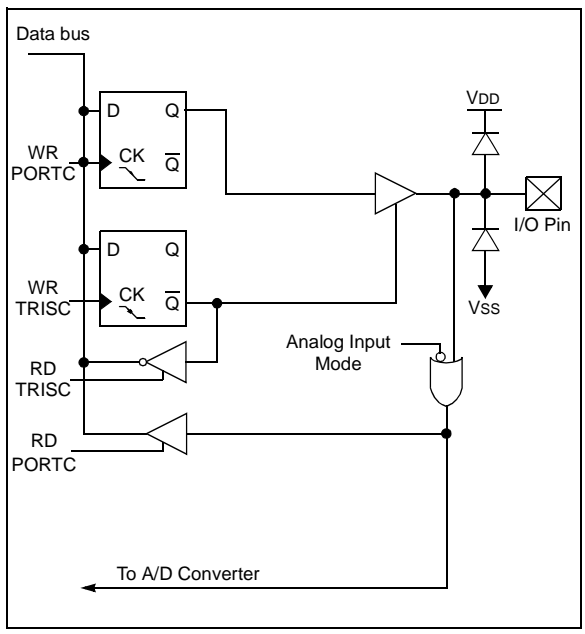 Data bus
D Q
VDD
WR
PORTC
CK
Q
I/O Pin
D Q
WR
TRISC
CK
Q
VSS
Analog Input
Mode
RD
TRISC
RD
PORTC
To A/D Converter